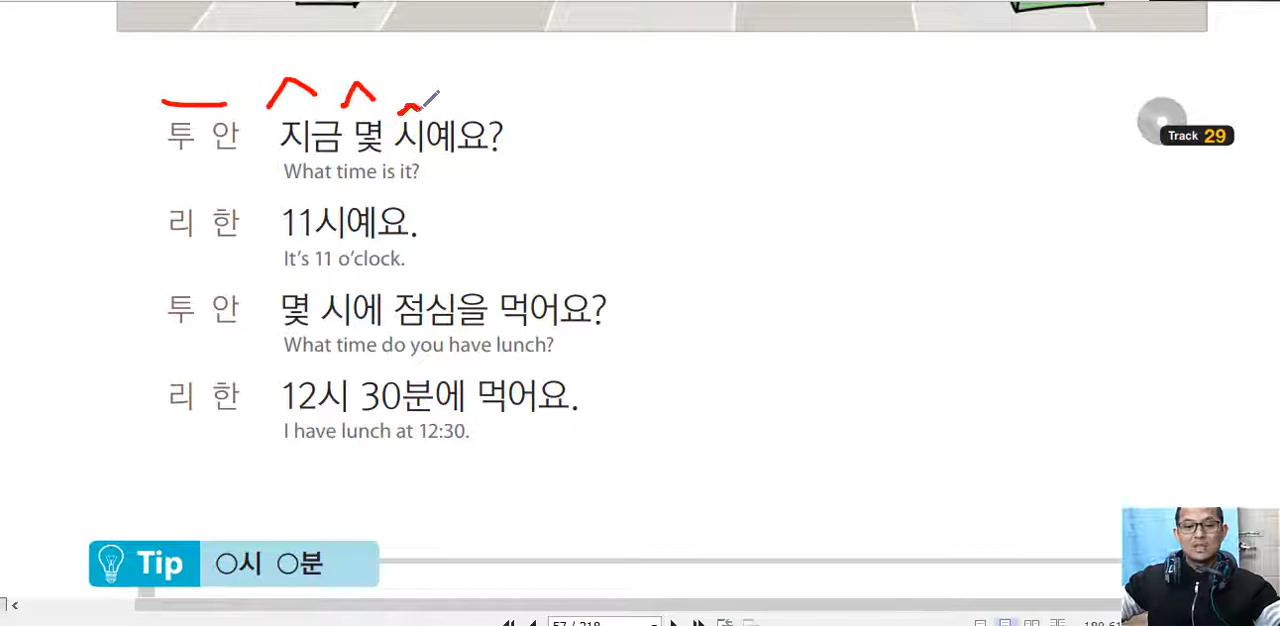 투 안 지금 몇 시예요?
What time is it?
Track 29
리 한 11시예요.
It's 11 o'clock.
투 안 몇 시에 점심을 먹어요?
What time do you have lunch?
리 한 12시 30분에 먹어요.
I have lunch at 12:30.
Tip ○시 ○분
57 / 218